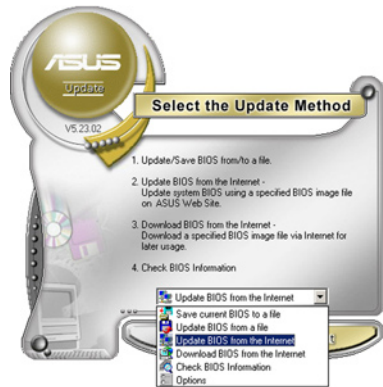 ASUS
Update
V5.23.02
Select the Update Method
1. Update/Save BIOS from/to a file.
2. Update BIOS from the Internet -
Update system BIOS using a specified BIOS image file
on ASUS Web Site.
3. Download BIOS from the Internet -
Download a specified BIOS image file via Internet for
later usage.
4. Check BIOS Information
Update BIOS from the Internet
Save current BIOS to a file
Update BIOS from a file
Update BIOS from the Internet
Download BIOS from the Internet
Check BIOS Information
Options